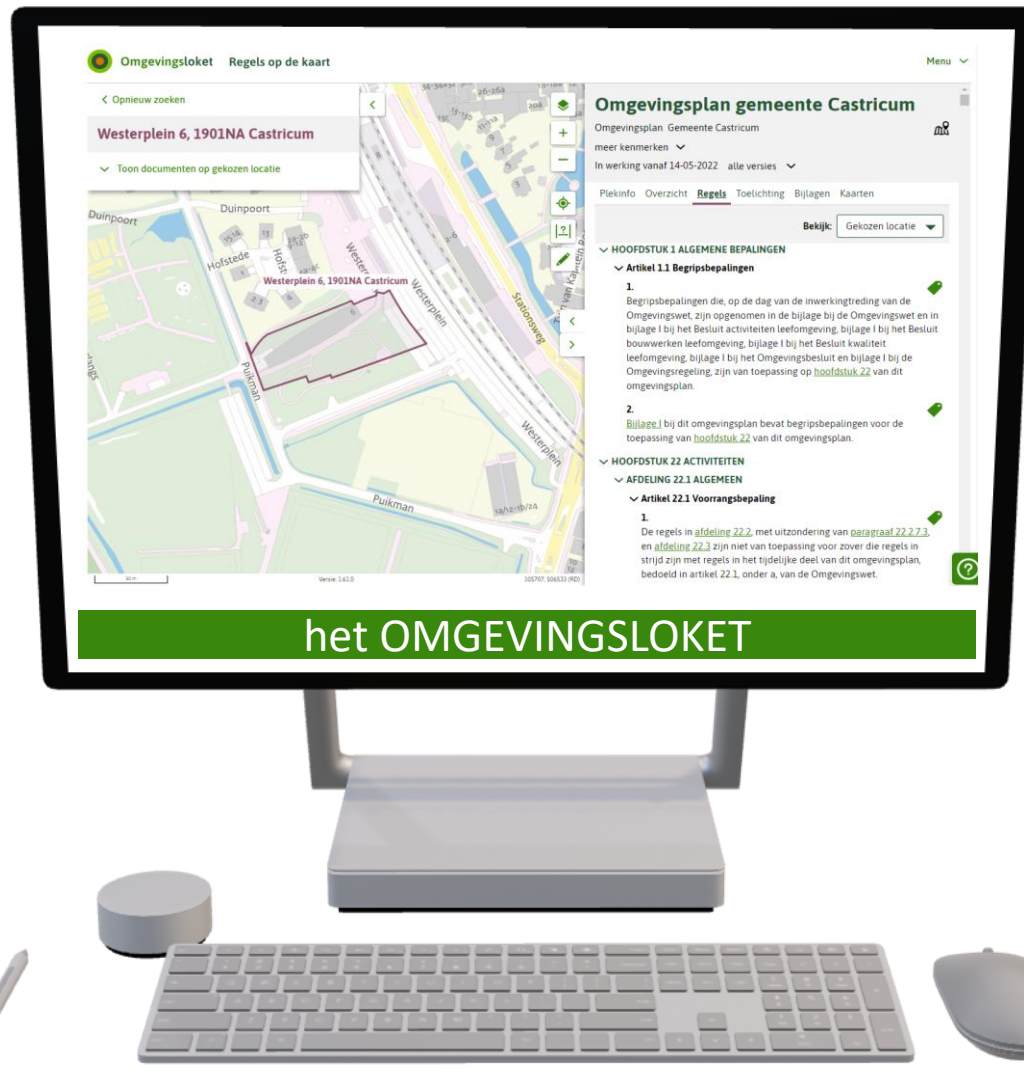 Omgevingsloket Regels op de kaart
Menu
Opnieuw zoeken
Westerplein 6, 1901NA Castricum
Toon documenten op gekozen locatie
Duinpoort
Duinpoort
Hofstede
Westerplein 6, 1901NA Castricum
6
2-6
Westerplein
Stationsweg
Puikman
Westerplein
Puikman
Versie: 1.61.0
105707, 506533 (RD)
Omgevingsplan gemeente Castricum
Omgevingsplan Gemeente Castricum
meer kenmerken
In werking vanaf 14-05-2022 alle versies
Plekinfo Overzicht Regels Toelichting Bijlagen Kaarten
Bekijk: Gekozen locatie
HOOFDSTUK 1 ALGEMENE BEPALINGEN
Artikel 1.1 Begripsbepalingen
1.
Begripsbepalingen die, op de dag van de inwerkingtreding van de
Omgevingswet, zijn opgenomen in de bijlage bij de Omgevingswet en in
bijlage I bij het Besluit activiteiten leefomgeving, bijlage I bij het Besluit
bouwwerken leefomgeving, bijlage I bij het Besluit kwaliteit
leefomgeving, bijlage I bij het Omgevingsbesluit en bijlage I bij de
Omgevingsregeling, zijn van toepassing op hoofdstuk 22 van dit
omgevingsplan.
2.
Bijlage I bij dit omgevingsplan bevat begripsbepalingen voor de
toepassing van hoofdstuk 22 van dit omgevingsplan.
HOOFDSTUK 22 ACTIVITEITEN
AFDELING 22.1 ALGEMEEN
Artikel 22.1 Voorrangsbepaling
1.
De regels in afdeling 22.2, met uitzondering van paragraaf 22.2.7.3,
en afdeling 22.3 zijn niet van toepassing voor zover die regels in
strijd zijn met regels in het tijdelijke deel van dit omgevingsplan,
bedoeld in artikel 22.1, onder a, van de Omgevingswet.
het OMGEVINGSLOKET